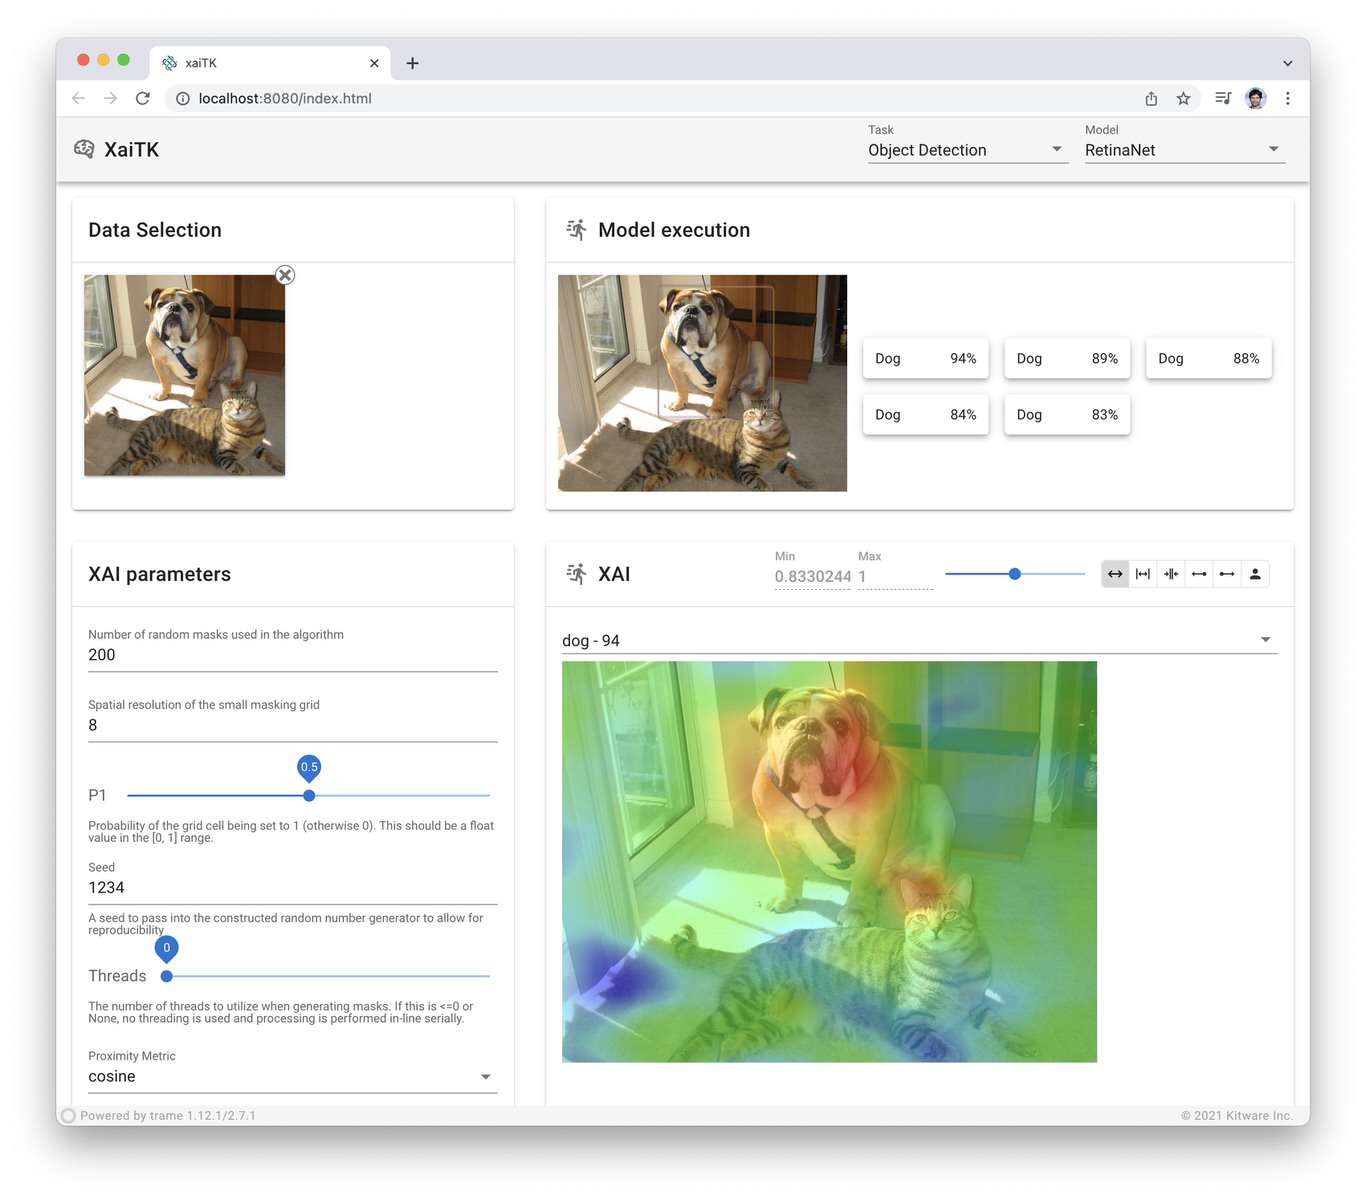 xaiTK
localhost:8080/index.html
XaiTK
Task
Object Detection
Model
RetinaNet
Data Selection
Model execution
Dog 94%
Dog 89%
Dog 88%
Dog 84%
Dog 83%
XAI parameters
Number of random masks used in the algorithm
200
Spatial resolution of the small masking grid
8
0.5
P1
Probability of the grid cell being set to 1 (otherwise 0). This should be a float
value in the [0, 1] range.
Seed
1234
A seed to pass into the constructed random number generator to allow for
reproducibility
0
Threads
The number of threads to utilize when generating masks. If this is <=0 or
None, no threading is used and processing is performed in-line serially.
Proximity Metric
cosine
XAI
Min
0.8330244
Max
1
dog - 94
Powered by trame 1.12.1/2.7.1
© 2021 Kitware Inc.